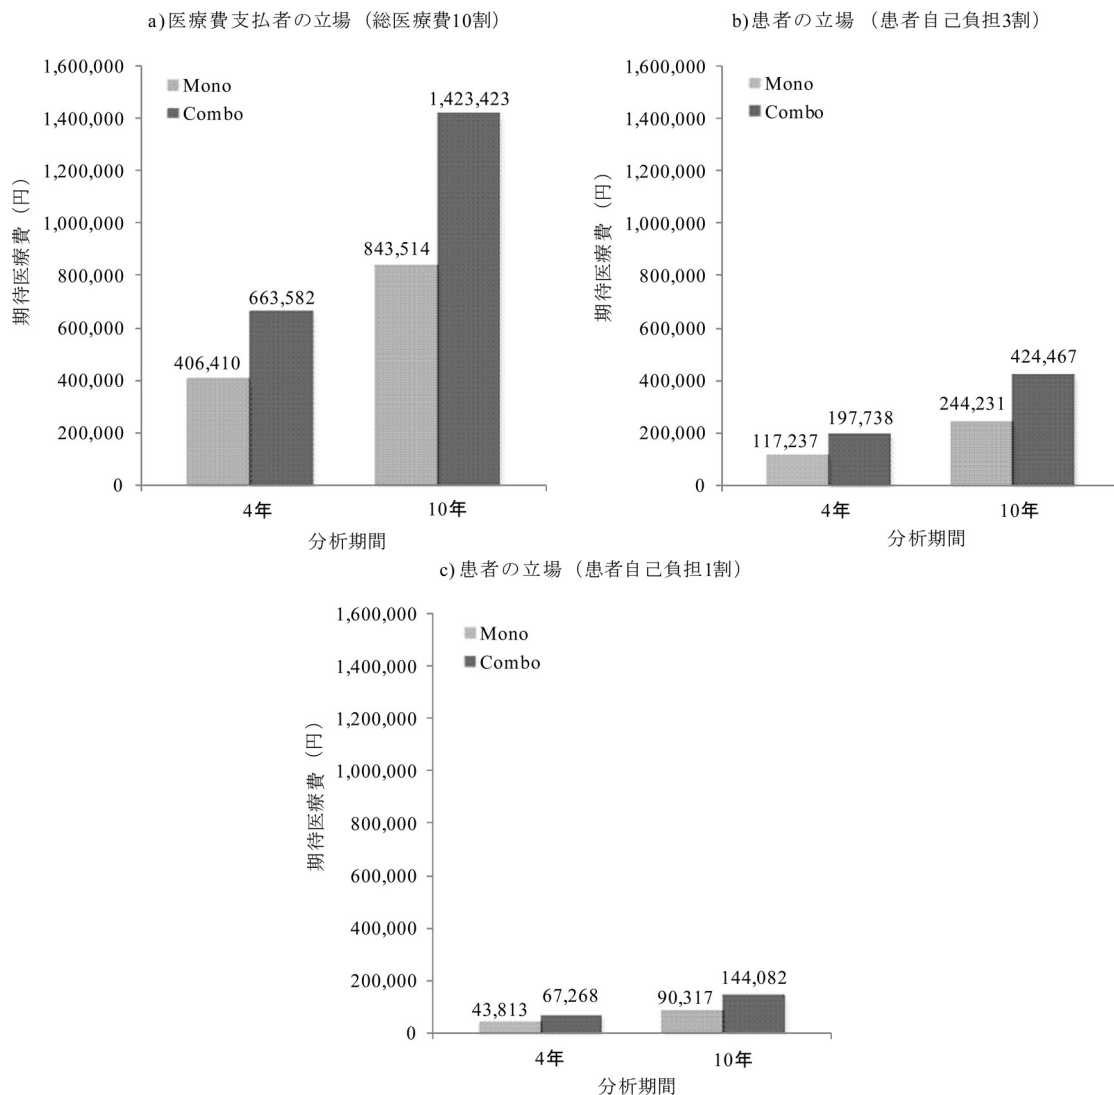 a)医療費支払者の立場（総医療費10割）
期待医療費（円）
1,600,000
1,400,000
1,200,000
1,000,000
800,000
600,000
400,000
200,000
0
Mono
Combo
406,410
663,582
843,514
1,423,423
4年
10年
分析期間
b)患者の立場（患者自己負担3割）
期待医療費（円）
1,600,000
1,400,000
1,200,000
1,000,000
800,000
600,000
400,000
200,000
0
Mono
Combo
117,237
197,738
244,231
424,467
4年
10年
分析期間
c)患者の立場（患者自己負担1割）
期待医療費（円）
1,600,000
1,400,000
1,200,000
1,000,000
800,000
600,000
400,000
200,000
0
Mono
Combo
43,813
67,268
90,317
144,082
4年
10年
分析期間